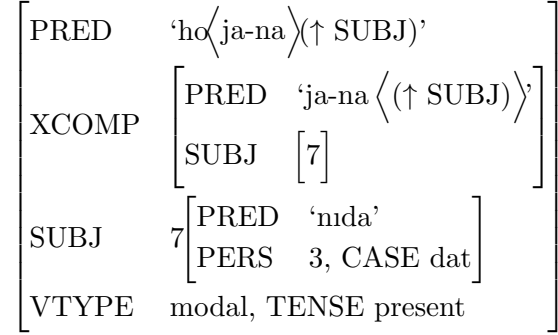 PRED ‘ho⟨ja-na⟩(↑ SUBJ)’
XCOMP [PRED ‘ja-na ⟨(↑ SUBJ)⟩’
SUBJ [7]]
SUBJ 7[PRED ‘nıda’
PERS 3, CASE dat]
VTYPE modal, TENSE present